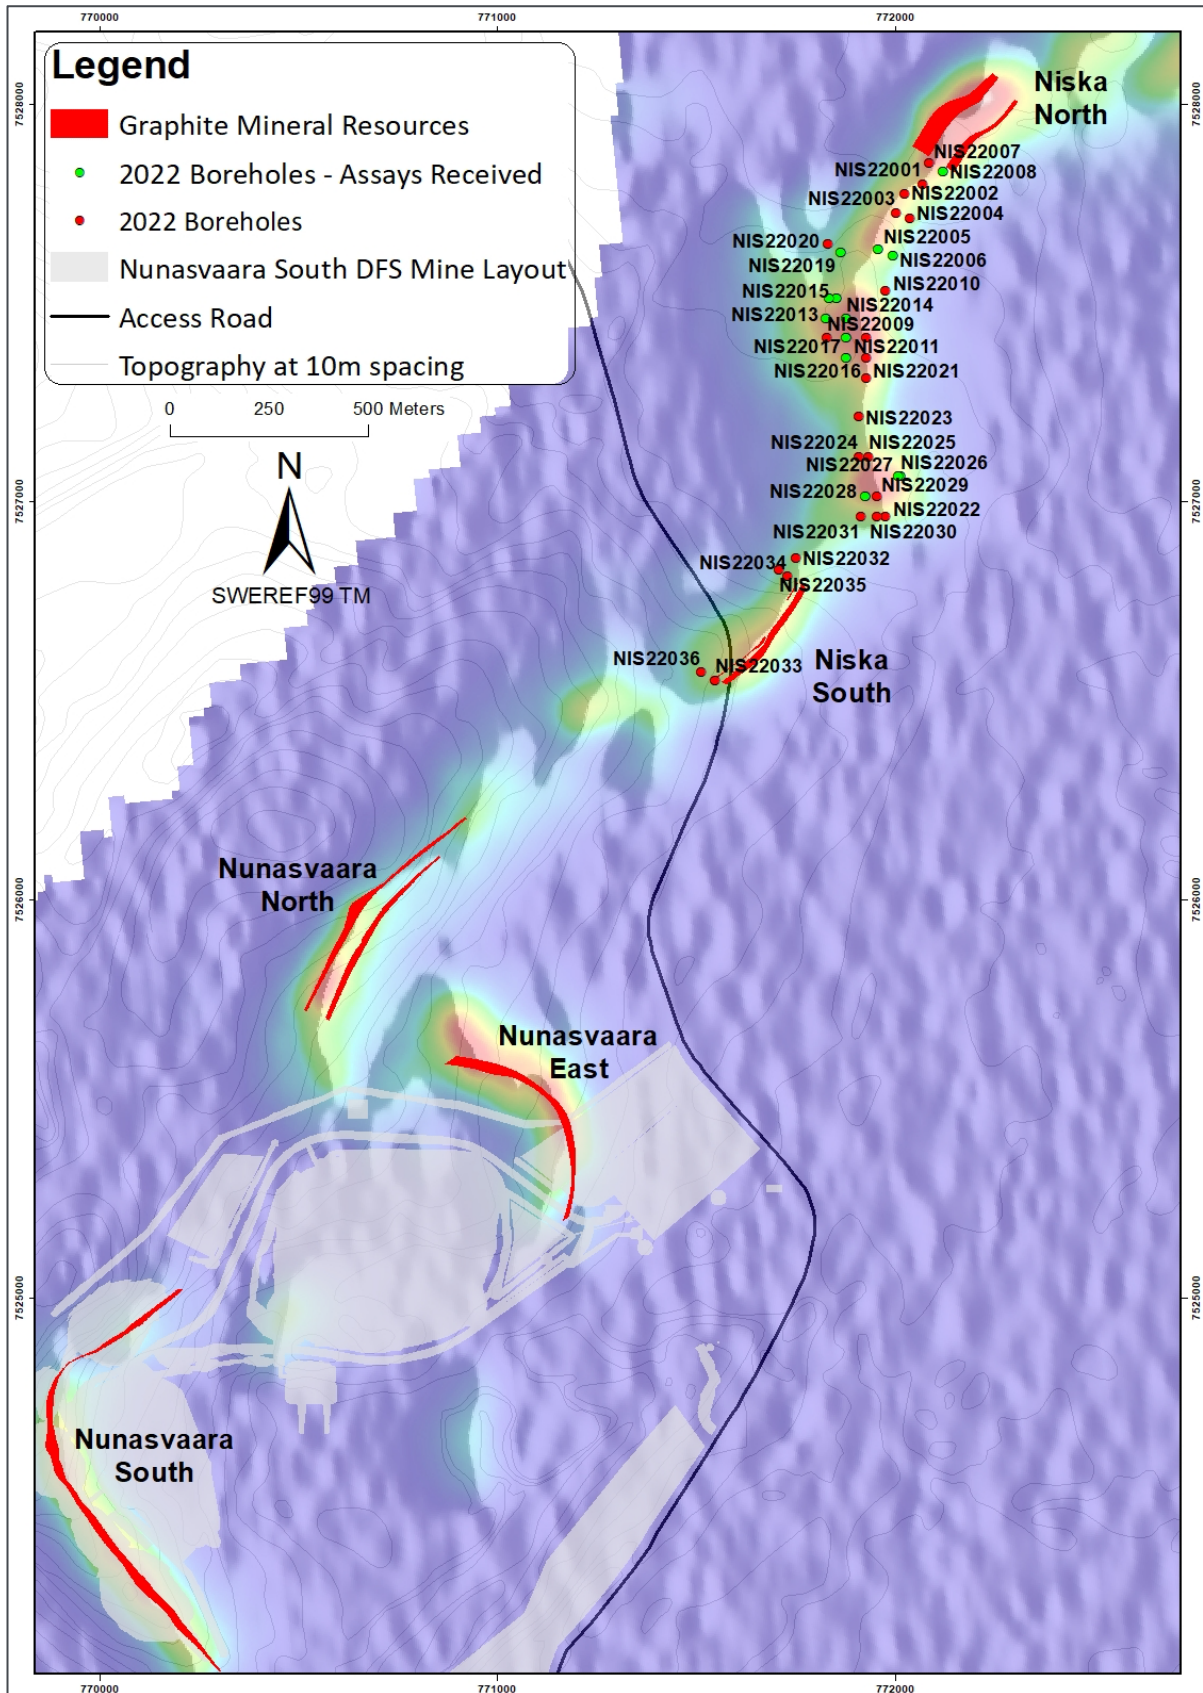 770000
771000
772000
Legend
Graphite Mineral Resources
2022 Boreholes - Assays Received
2022 Boreholes
Nunasvaara South DFS Mine Layout
Access Road
Topography at 10m spacing
0 250 500 Meters
N
SWEREF99 TM
7528000
7528000
Niska
North
NIS22007
NIS22001
NIS22008
NIS22002
NIS22003
NIS22004
NIS22005
NIS22020
NIS22006
NIS22019
NIS22010
NIS22015
NIS22014
NIS22013
NIS22009
NIS22017
NIS22011
NIS22016
NIS22021
NIS22023
NIS22024
NIS22025
NIS22027
NIS22026
NIS22028
NIS22029
7527000
7527000
NIS22022
NIS22031
NIS22030
NIS22032
NIS22034
NIS22035
NIS22036
NIS22033
Niska
South
Nunasvaara
North
7526000
7526000
Nunasvaara
East
7525000
7525000
Nunasvaara
South
770000
771000
772000